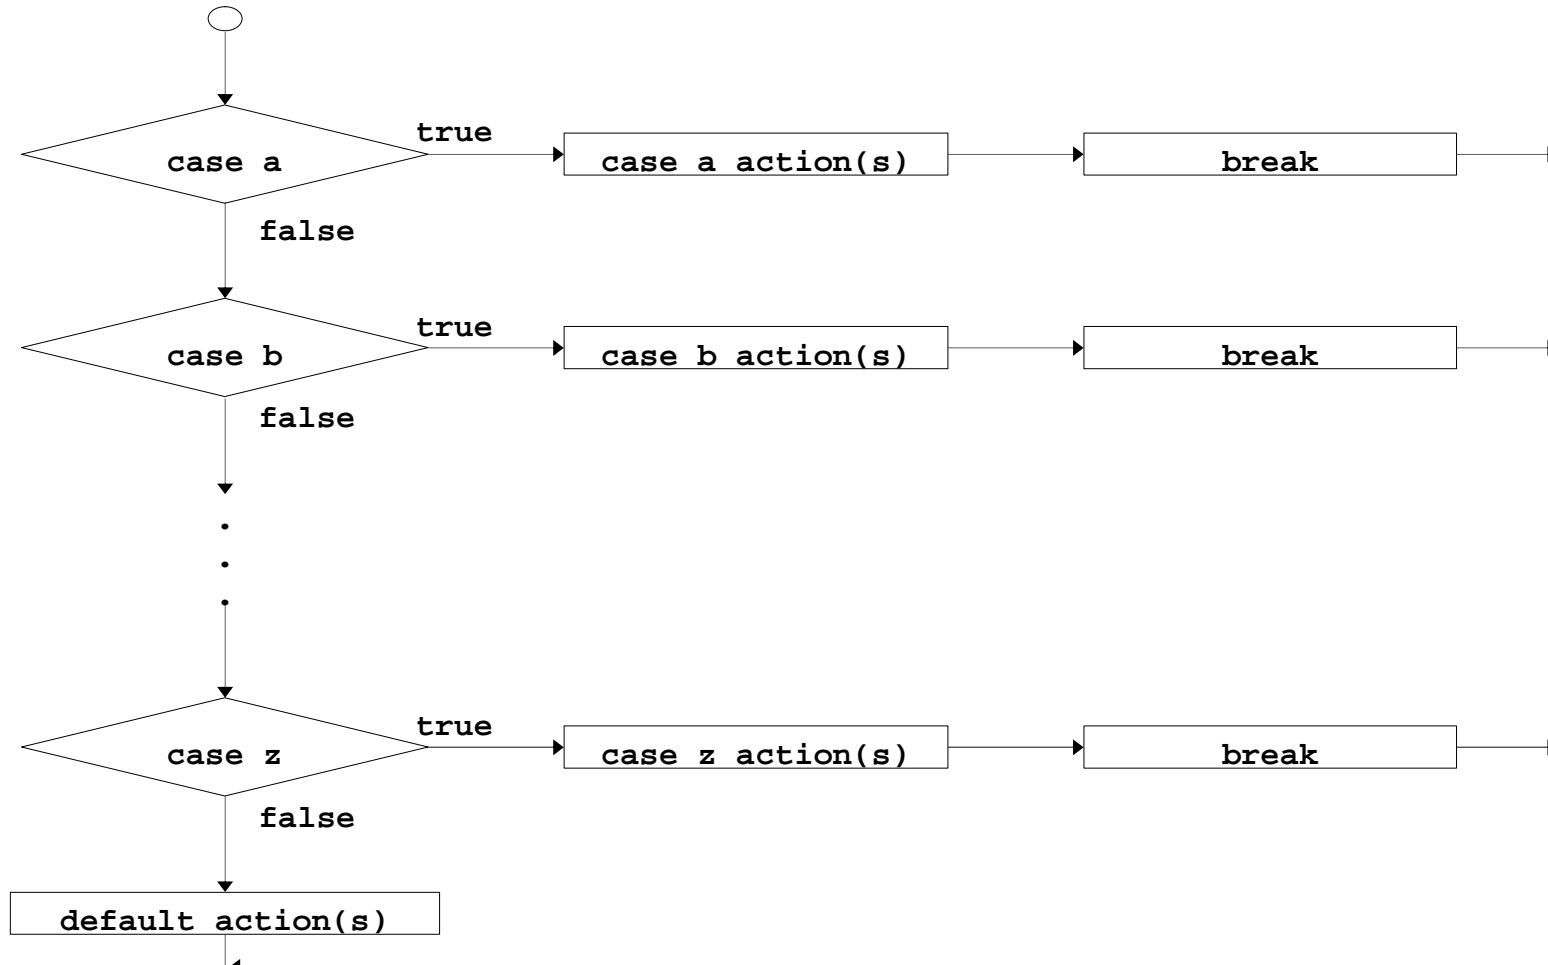 true
case a case a action(s) break
false
true
case b case b action(s) break
false
.
.
.
true
case z case z action(s) break
false
default action(s)